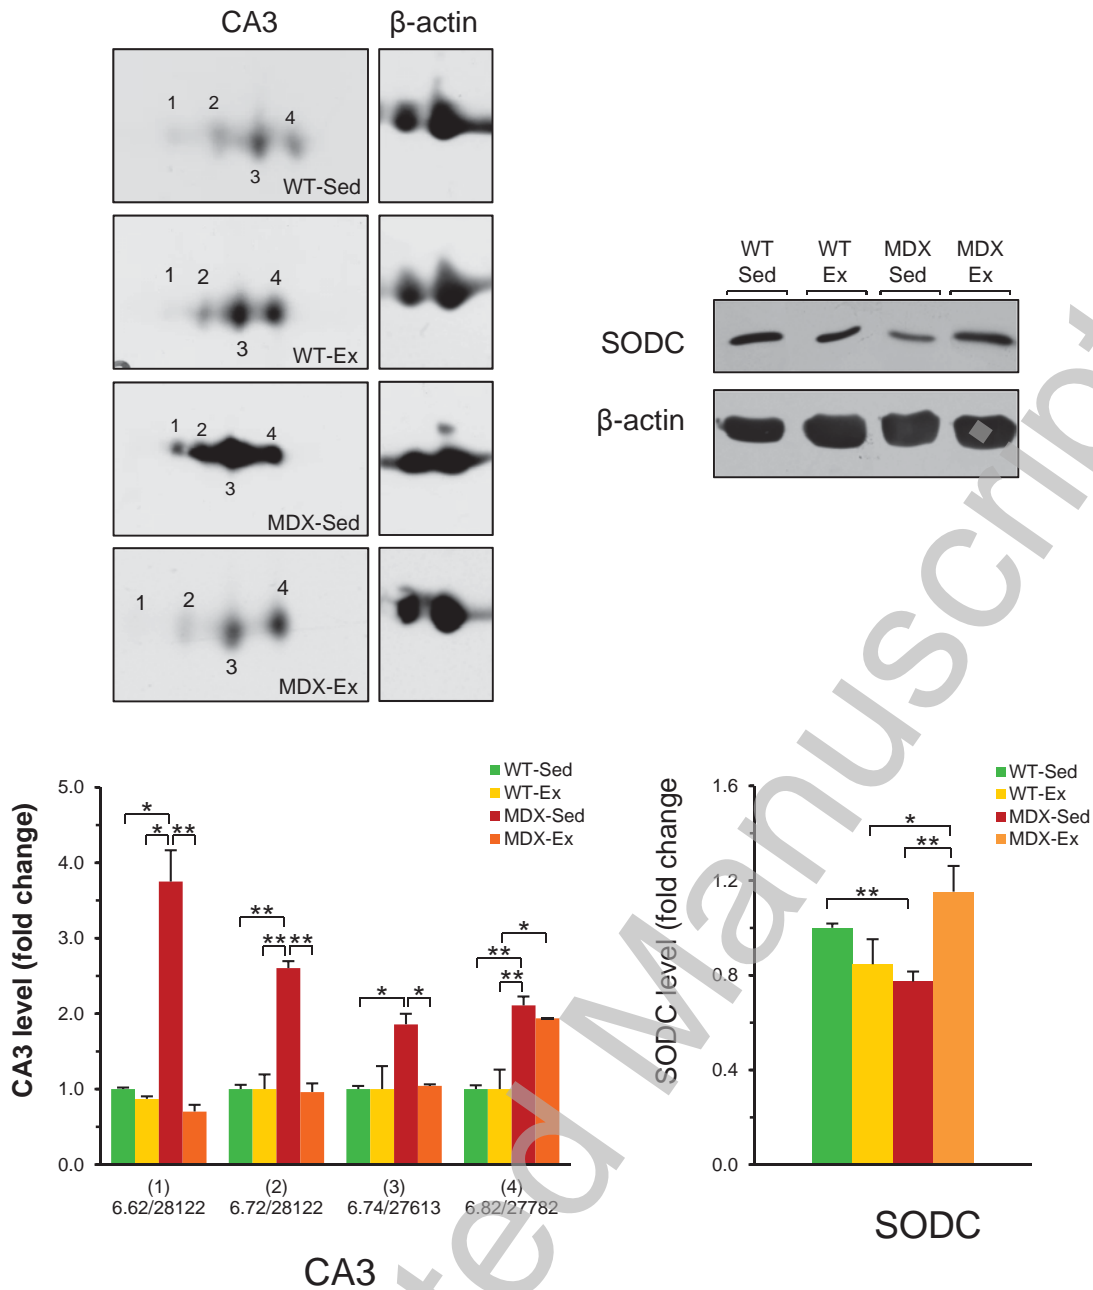 CA3
β-actin
1
2
4
3
WT-Sed
1
2
4
3
WT-Ex
1
2
4
3
MDX-Sed
1
2
4
3
MDX-Ex
WT
Sed
WT
Ex
MDX
Sed
MDX
Ex
SODC
β-actin
CA3 level (fold change)
5.0
4.0
3.0
2.0
1.0
0.0
WT-Sed
WT-Ex
MDX-Sed
MDX-Ex
*
*
**
**
**
**
*
*
**
**
*
(1)
6.62/28122
(2)
6.72/28122
(3)
6.74/27613
(4)
6.82/27782
CA3
SODC level (fold change
1.6
1.2
0.8
0.4
0.0
WT-Sed
WT-Ex
MDX-Sed
MDX-Ex
*
**
**
SODC
ted Manuscript